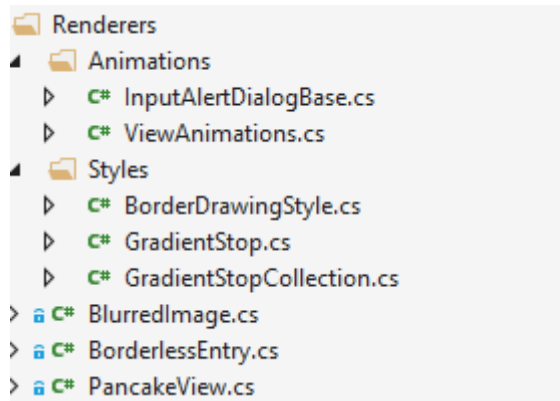 Renderers
Animations
C# InputAlertDialogBase.cs
C# ViewAnimations.cs
Styles
C# BorderDrawingStyle.cs
C# GradientStop.cs
C# GradientStopCollection.cs
C# BlurredImage.cs
C# BorderlessEntry.cs
C# PancakeView.cs